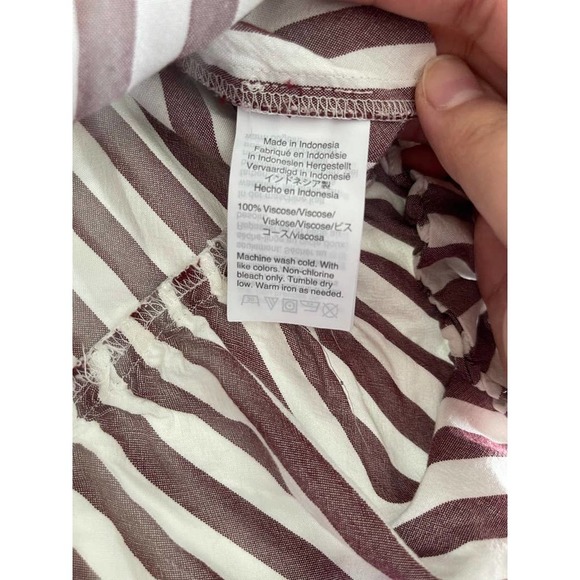 Made in Indonesia
Fabriqué en Indonésie
in Indonesien Hergestellt
Vervaardigd in Indonesië
インドネシア製
Hecho en Indonesia
100% Viscose/Viscose/
Viskose/Viscose/ビス
コース/viscosa
Machine wash cold. With
like colors. Non-chlorine
bleach only. Tumble dry
low. Warm iron as needed.